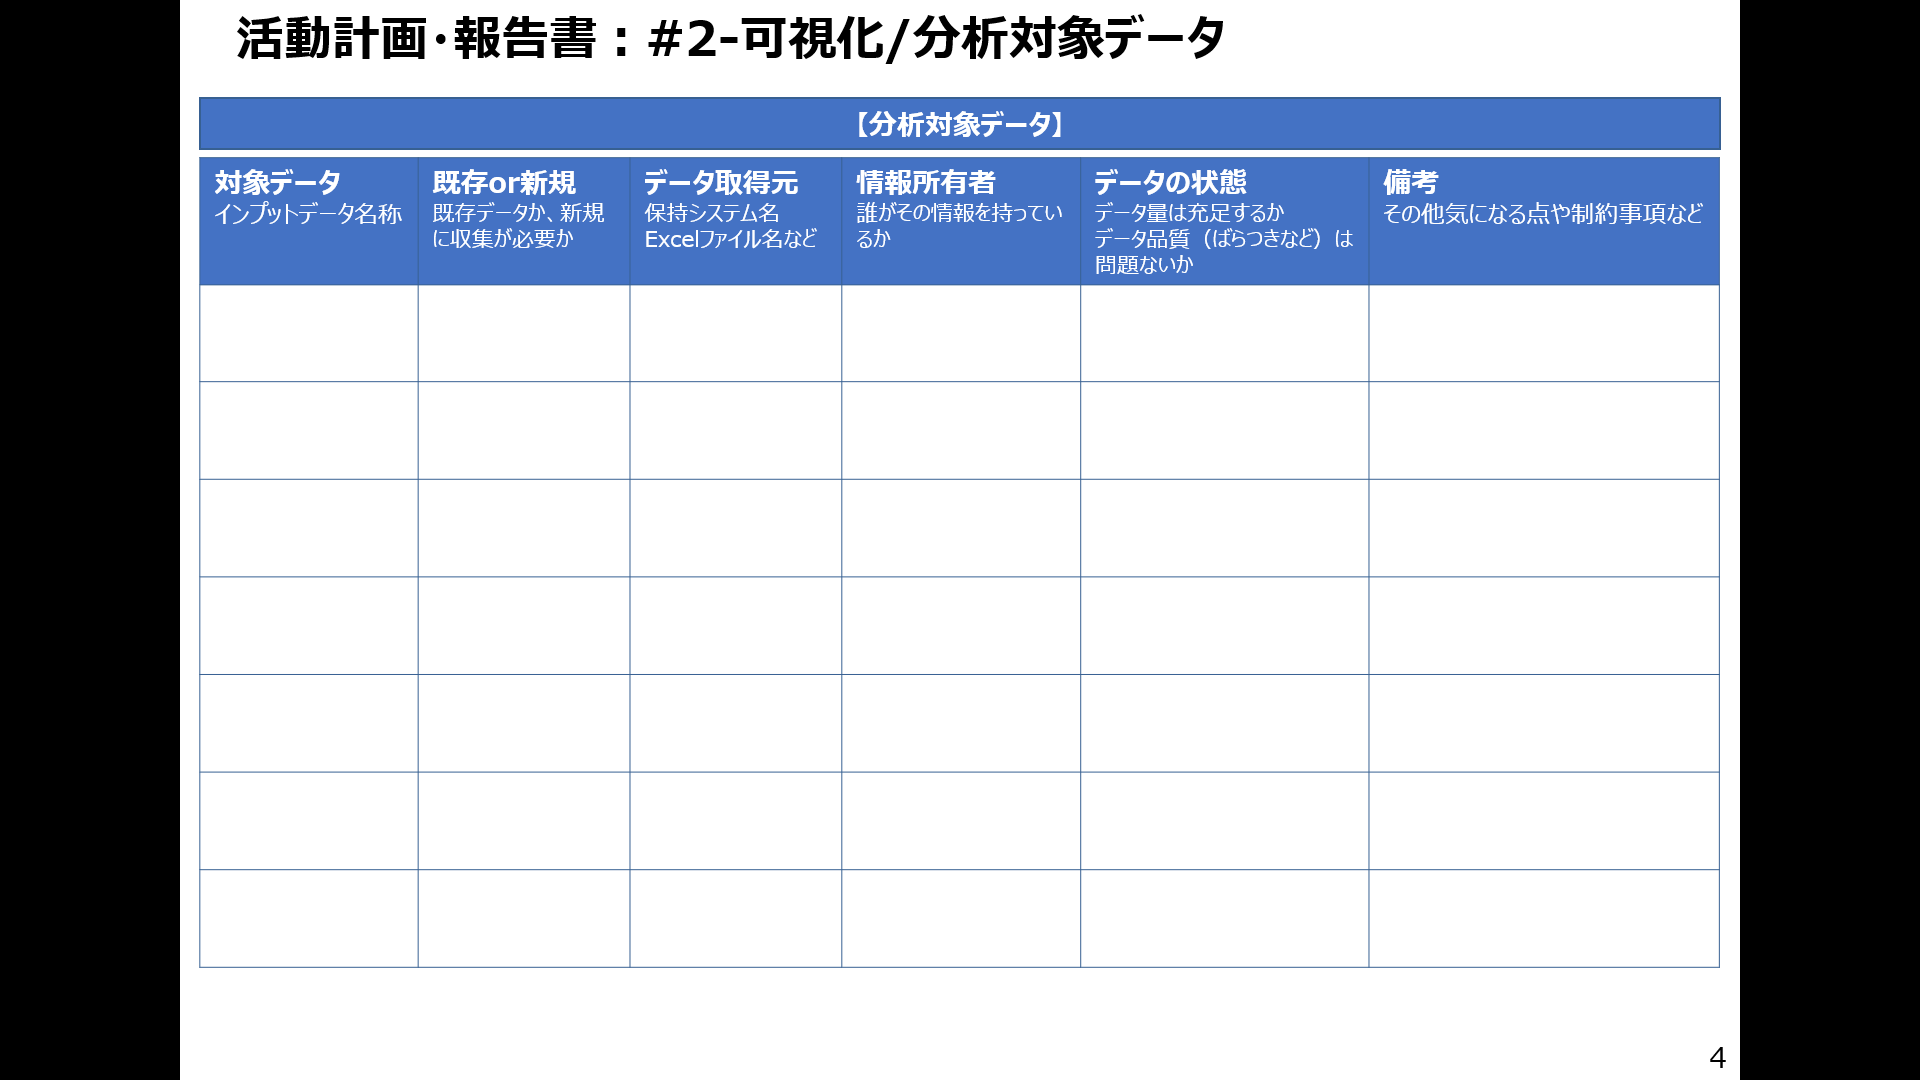 活動計画･報告書：#2-可視化/分析対象データ
【分析対象データ】
対象データ
インプットデータ名称
既存or新規
既存データか、新規
に収集が必要か
データ取得元
保持システム名
Excelファイル名など
情報所有者
誰がその情報を持ってい
るか
データの状態
データ量は充足するか
データ品質（ばらつきなど）は
問題ないか
備考
その他気になる点や制約事項など
4